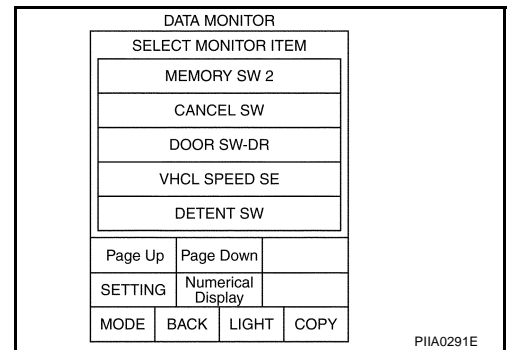 DATA MONITOR
SELECT MONITOR ITEM
MEMORY SW 2
CANCEL SW
DOOR SW-DR
VHCL SPEED SE
DETENT SW
Page Up Page Down
SETTING Numerical
Display
MODE BACK LIGHT COPY
PIIA0291E